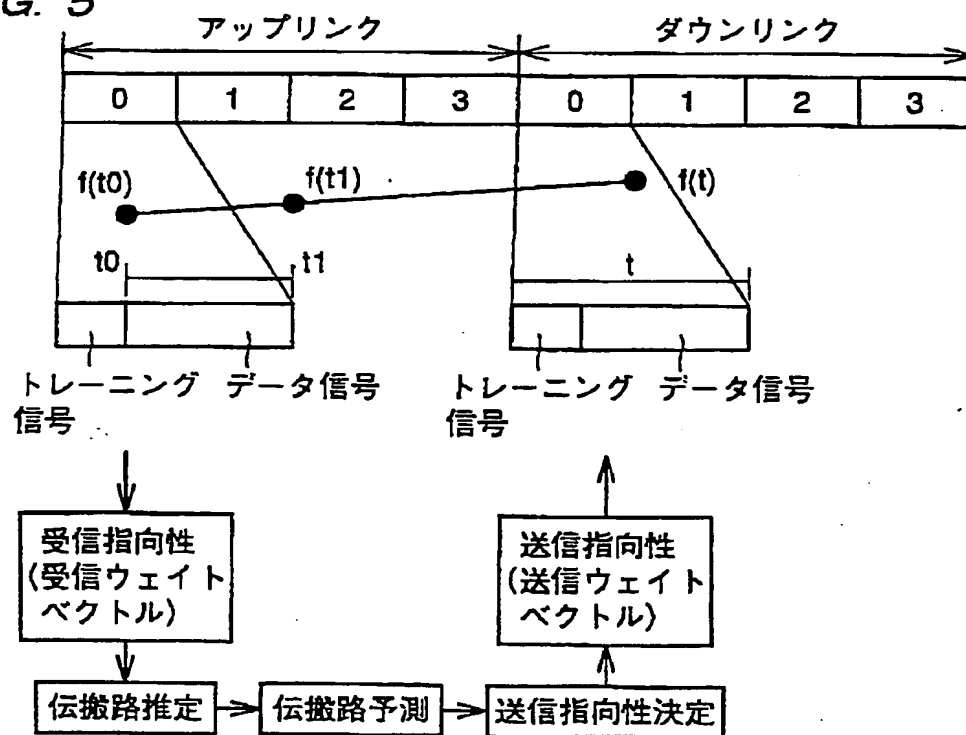 G. 5
アップリンク ダウンリンク
0 1 2 3 0 1 2 3
f(t0) f(t1) f(t)
t0 t1 t
トレーニング データ信号 トレーニング データ信号
信号 信号
受信指向性 送信指向性
(受信ウェイト (送信ウェイト
ベクトル) ベクトル)
伝搬路推定 伝搬路予測 送信指向性決定